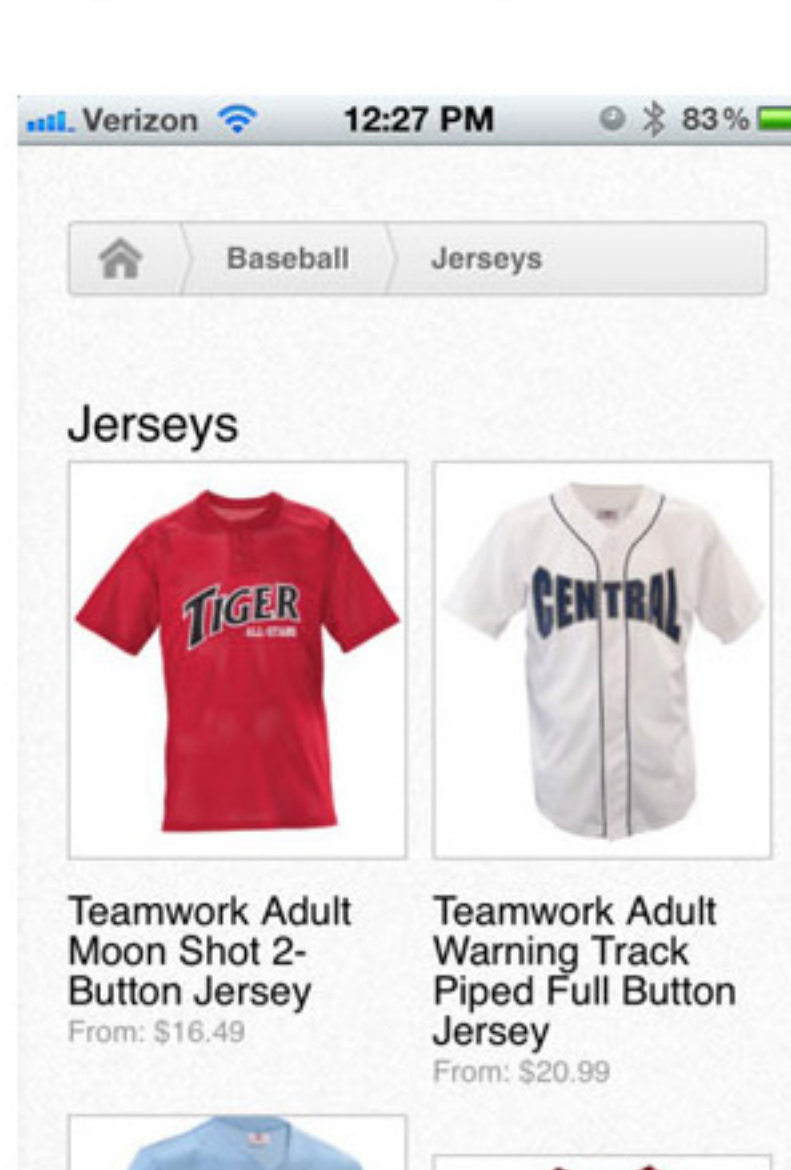 Verizon 12:27 PM 83%
Baseball Jerseys
Jerseys
TIGER
ALL-STARS
CENTRAL
Teamwork Adult
Moon Shot 2-
Button Jersey
From: $16.49
Teamwork Adult
Warning Track
Piped Full Button
Jersey
From: $20.99